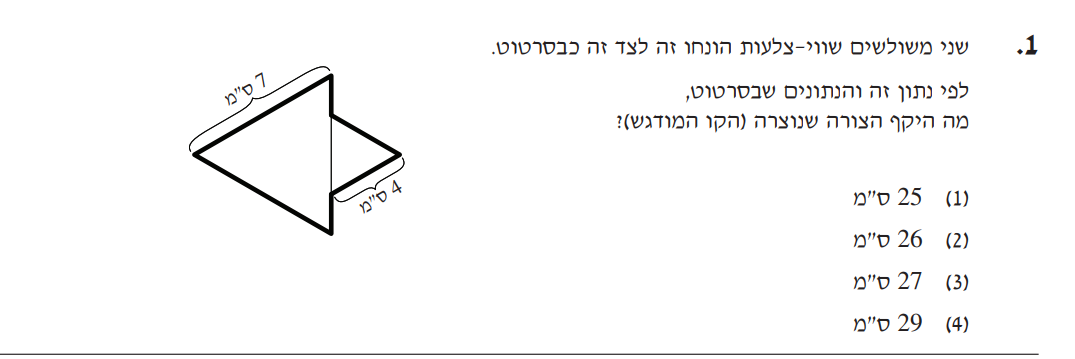 1. שני משולשים שווי-צלעות הונחו זה לצד זה כבסרטוט.
לפי נתון זה והנתונים שבסרטוט,
מה היקף הצורה שנוצרה (הקו המודגש)?
7 ס"מ
4 ס"מ
(1) 25 ס"מ
(2) 26 ס"מ
(3) 27 ס"מ
(4) 29 ס"מ